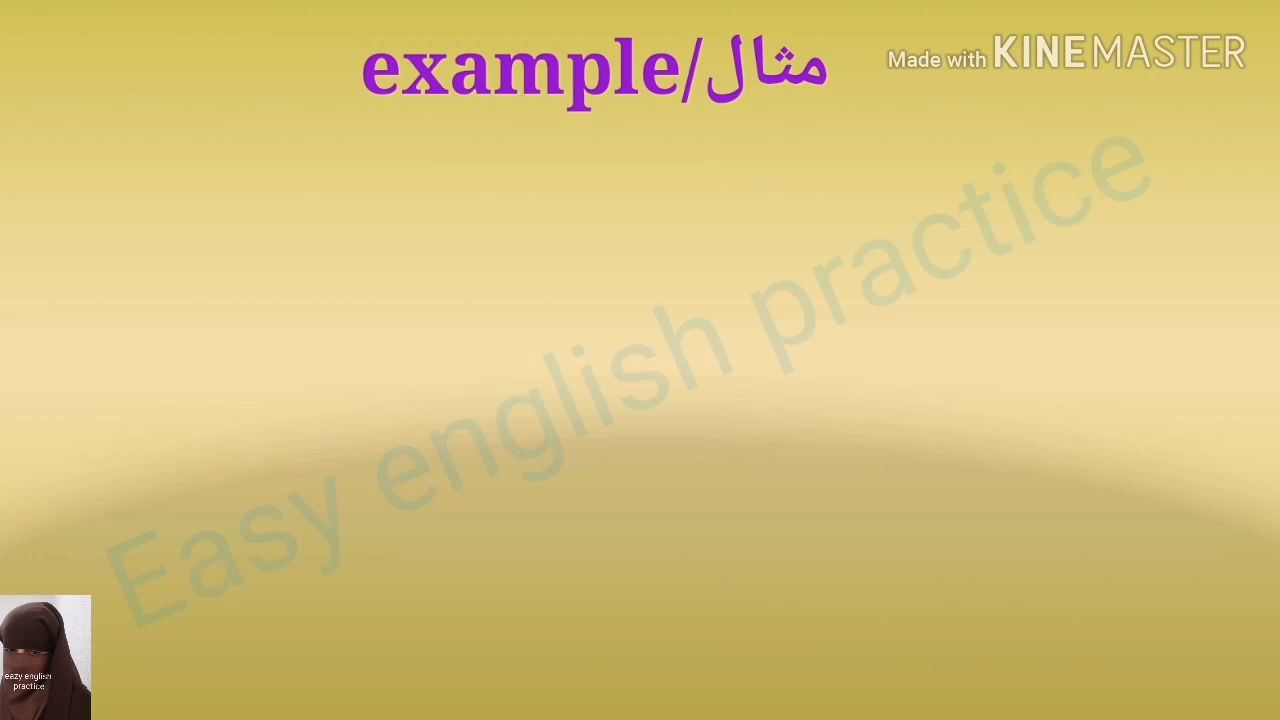 example/مثال
Made with KINEMASTER
Easy english practice
eazy english
practice